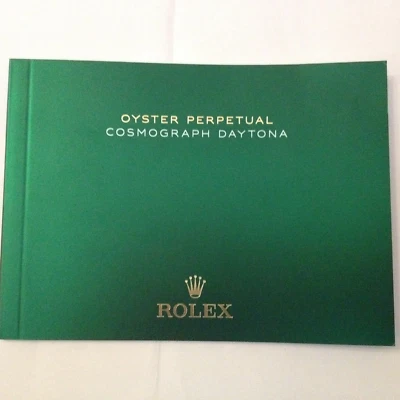 OYSTER PERPETUAL
COSMOGRAPH DAYTONA
ROLEX